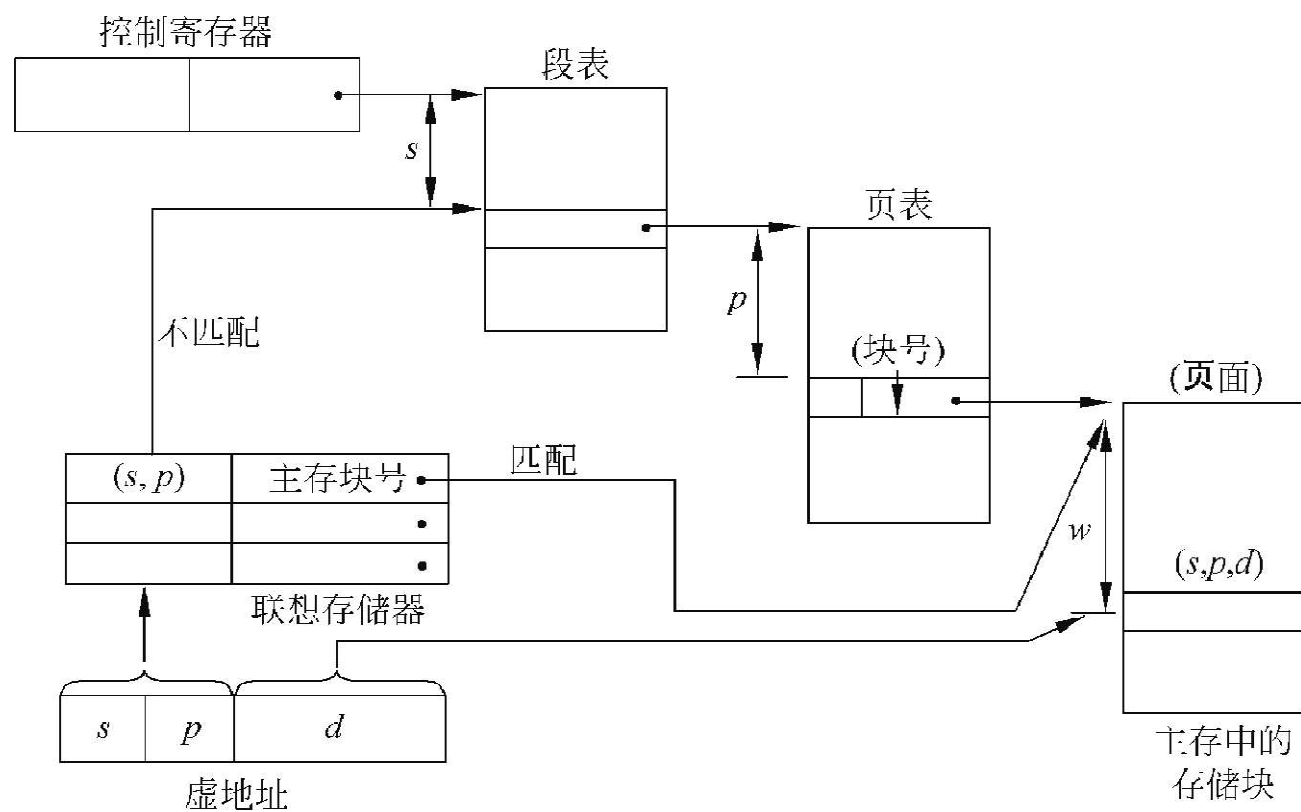 控制寄存器
段表
s
页表
p
不匹配
(块号)
(页面)
(s, p)
主存块号
匹配
w
(s,p,d)
联想存储器
s
p
d
虚地址
主存中的
存储块